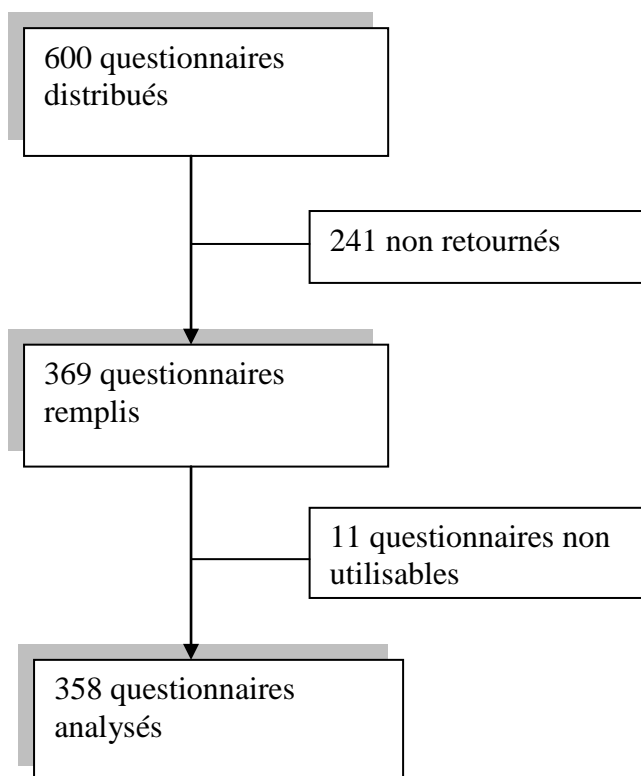 600 questionnaires
distribués
241 non retournés
369 questionnaires
remplis
11 questionnaires non
utilisables
358 questionnaires
analysés